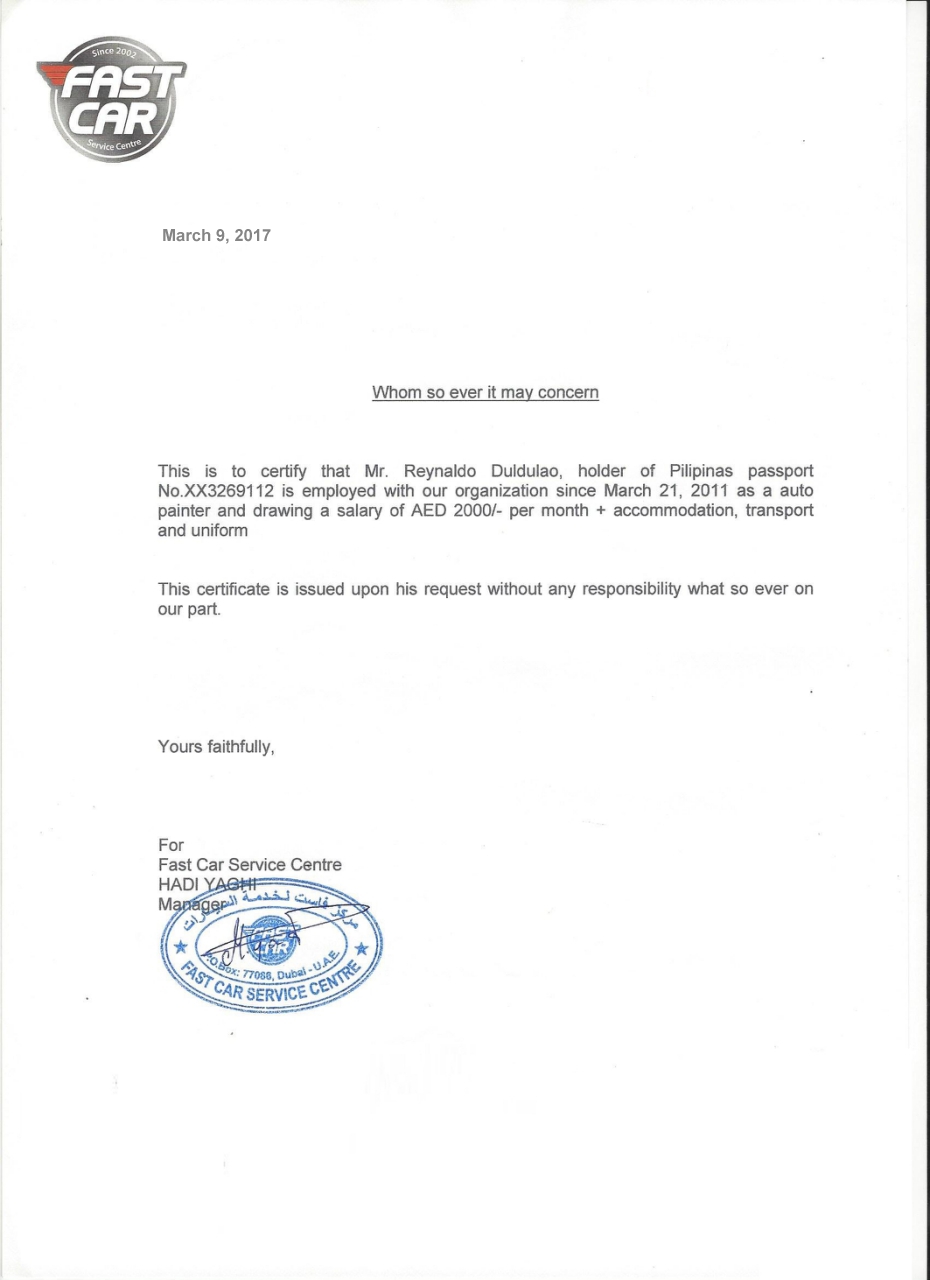 Since 2002
FAST
CAR
Service Centre
March 9, 2017
Whom so ever it may concern
This is to certify that Mr. Reynaldo Duldulao, holder of Pilipinas passport
No.XX3269112 is employed with our organization since March 21, 2011 as a auto
painter and drawing a salary of AED 2000/- per month + accommodation, transport
and uniform
This certificate is issued upon his request without any responsibility what so ever on
our part.
Yours faithfully,
For
Fast Car Service Centre
HADI YAGHI
Manager
مركز فاست لخدمة السيارات
FAST
CAR
P.O.Box: 77086, Dubai - U.A.E.
FAST CAR SERVICE CENTRE